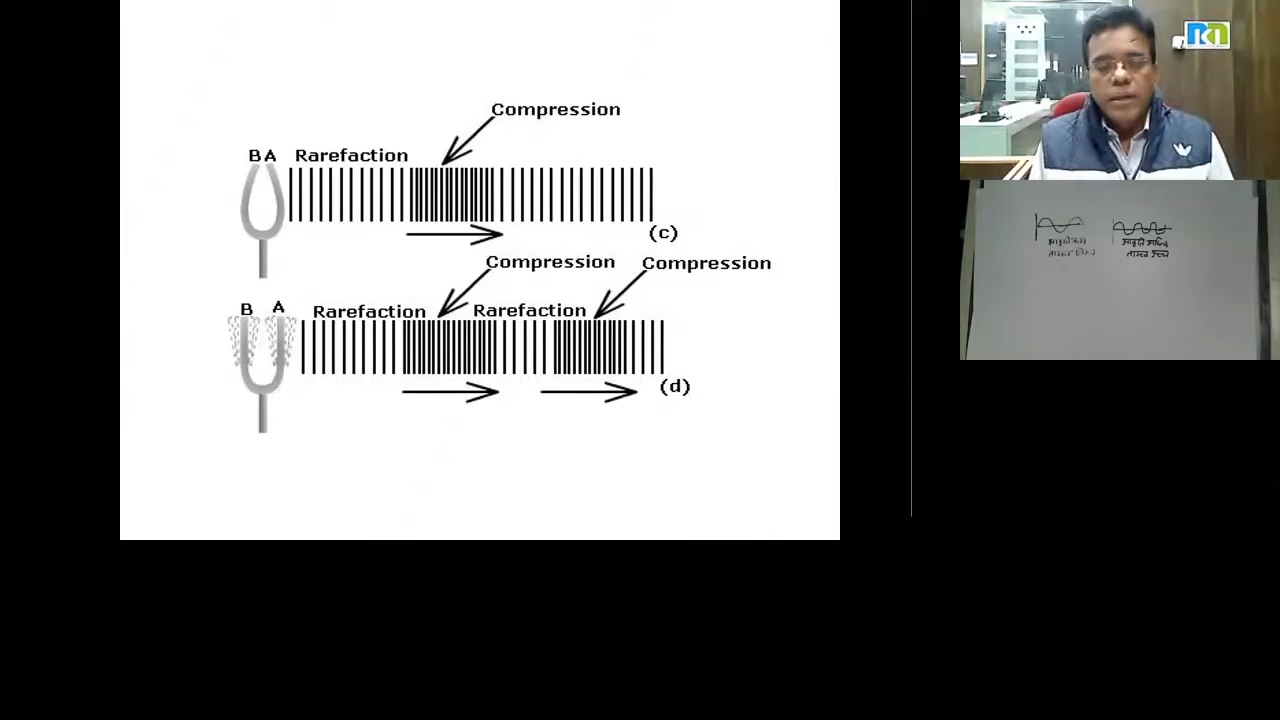 Compression
B A Rarefaction
(c)
Compression Compression
B A Rarefaction Rarefaction
(d)